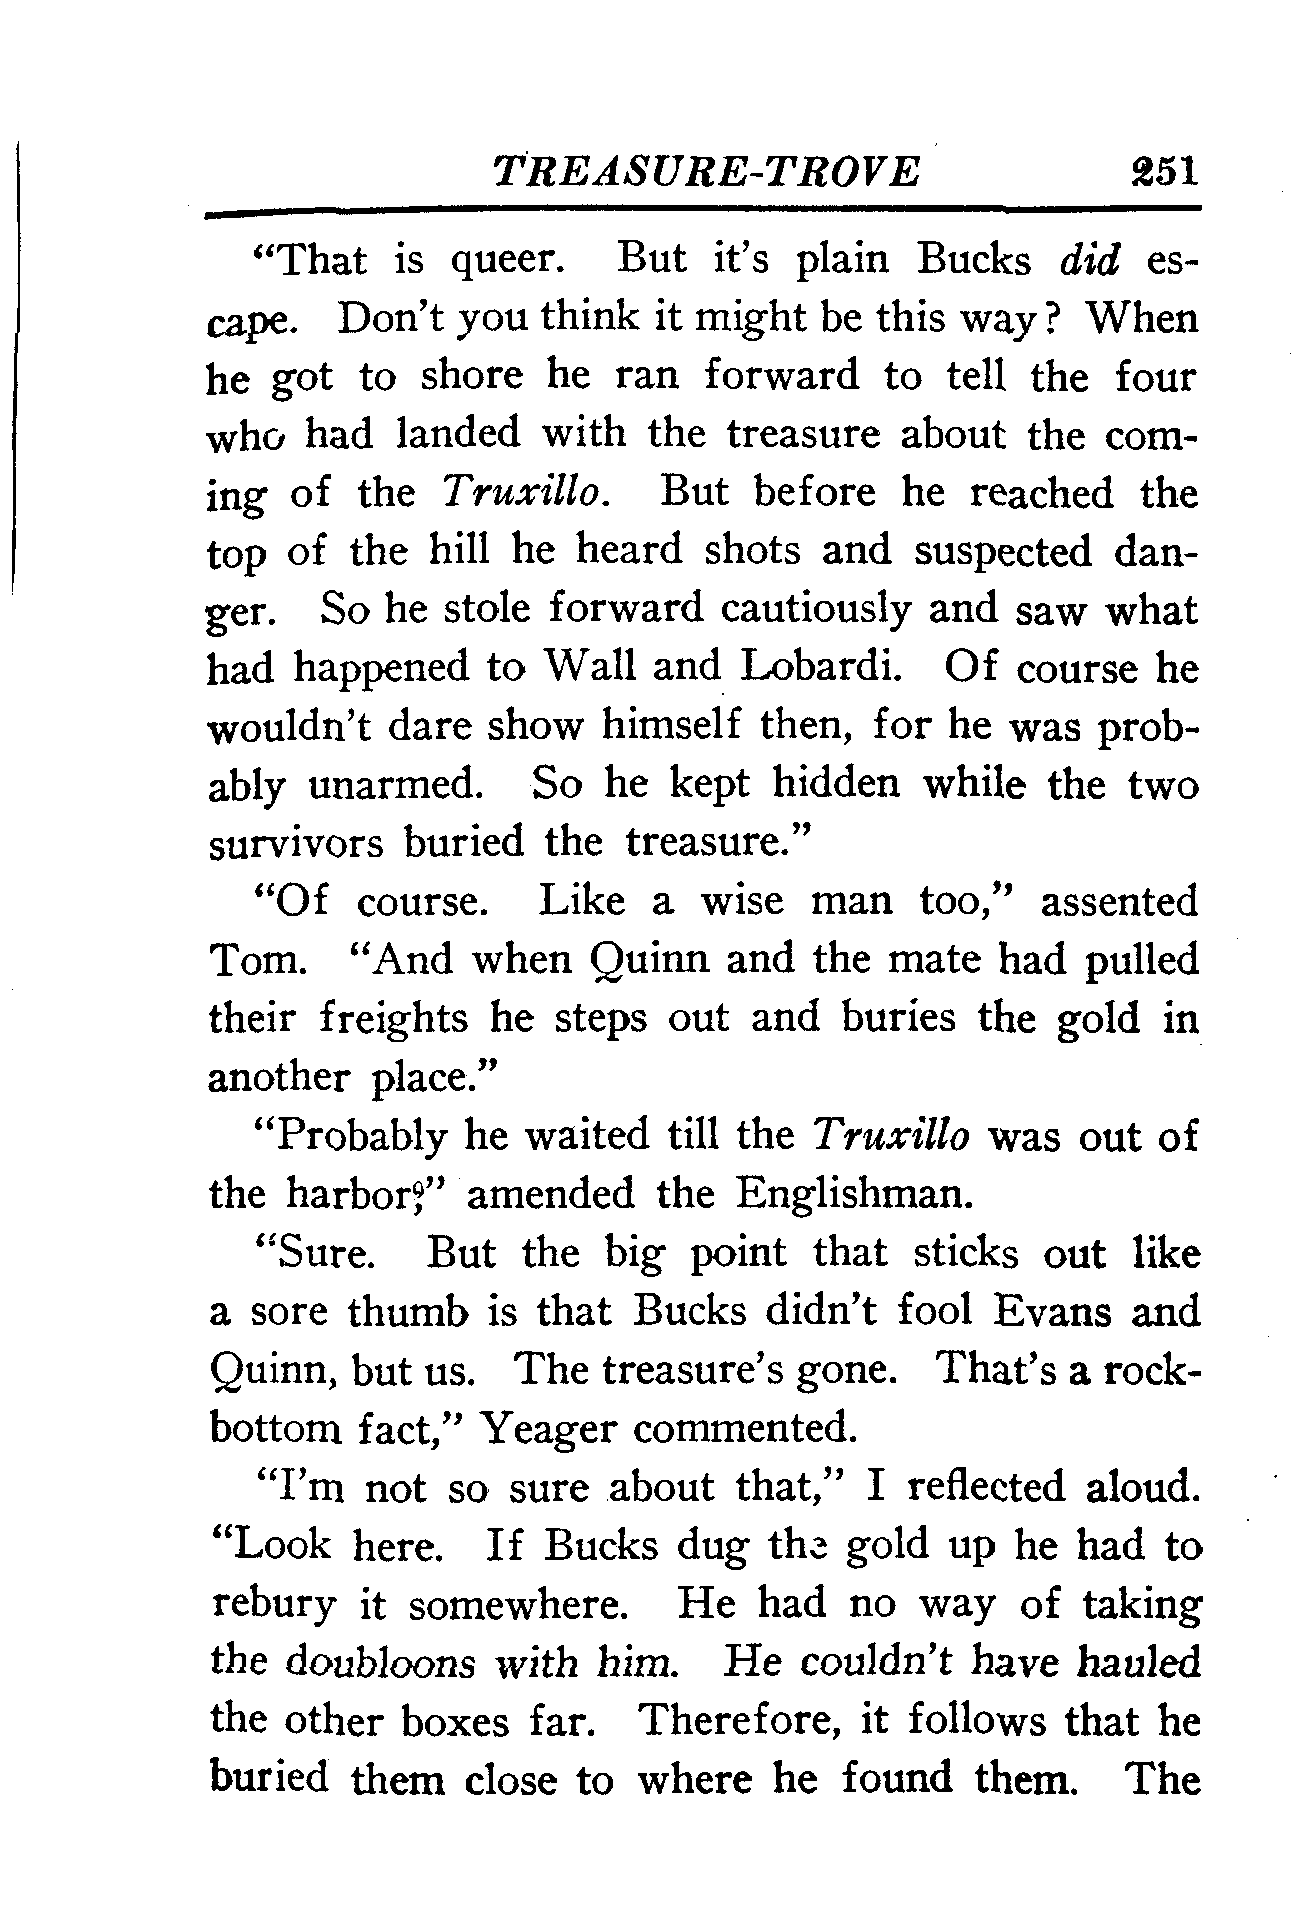 TREASURE-TROVE 251
“That is queer. But it’s plain Bucks did es-
cape. Don’t you think it might be this way? When
he got to shore he ran forward to tell the four
who had landed with the treasure about the com-
ing of the Truxillo. But before he reached the
top of the hill he heard shots and suspected dan-
ger. So he stole forward cautiously and saw what
had happened to Wall and Lobardi. Of course he
wouldn’t dare show himself then, for he was prob-
ably unarmed. So he kept hidden while the two
survivors buried the treasure.”
“Of course. Like a wise man too,” assented
Tom. “And when Quinn and the mate had pulled
their freights he steps out and buries the gold in
another place.”
“Probably he waited till the Truxillo was out of
the harbor?” amended the Englishman.
“Sure. But the big point that sticks out like
a sore thumb is that Bucks didn’t fool Evans and
Quinn, but us. The treasure’s gone. That’s a rock-
bottom fact,” Yeager commented.
“I’m not so sure about that,” I reflected aloud.
“Look here. If Bucks dug the gold up he had to
rebury it somewhere. He had no way of taking
the doubloons with him. He couldn’t have hauled
the other boxes far. Therefore, it follows that he
buried them close to where he found them. The